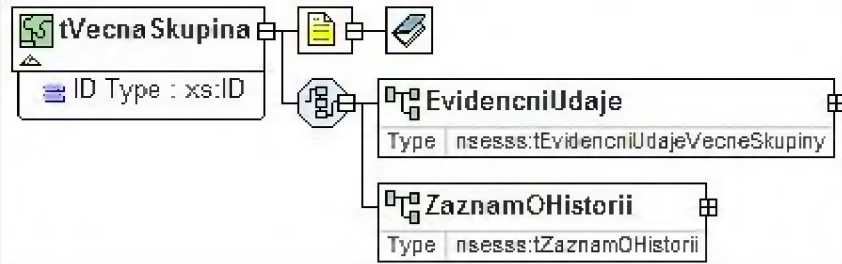 tVecnaSkupina
ID Type : xs:ID
EvidencniUdaje
Type nsesss:tEvidencniUdajeVecneSkupiny
ZaznamOHistorii
Type nsesss:tZaznamOHistorii